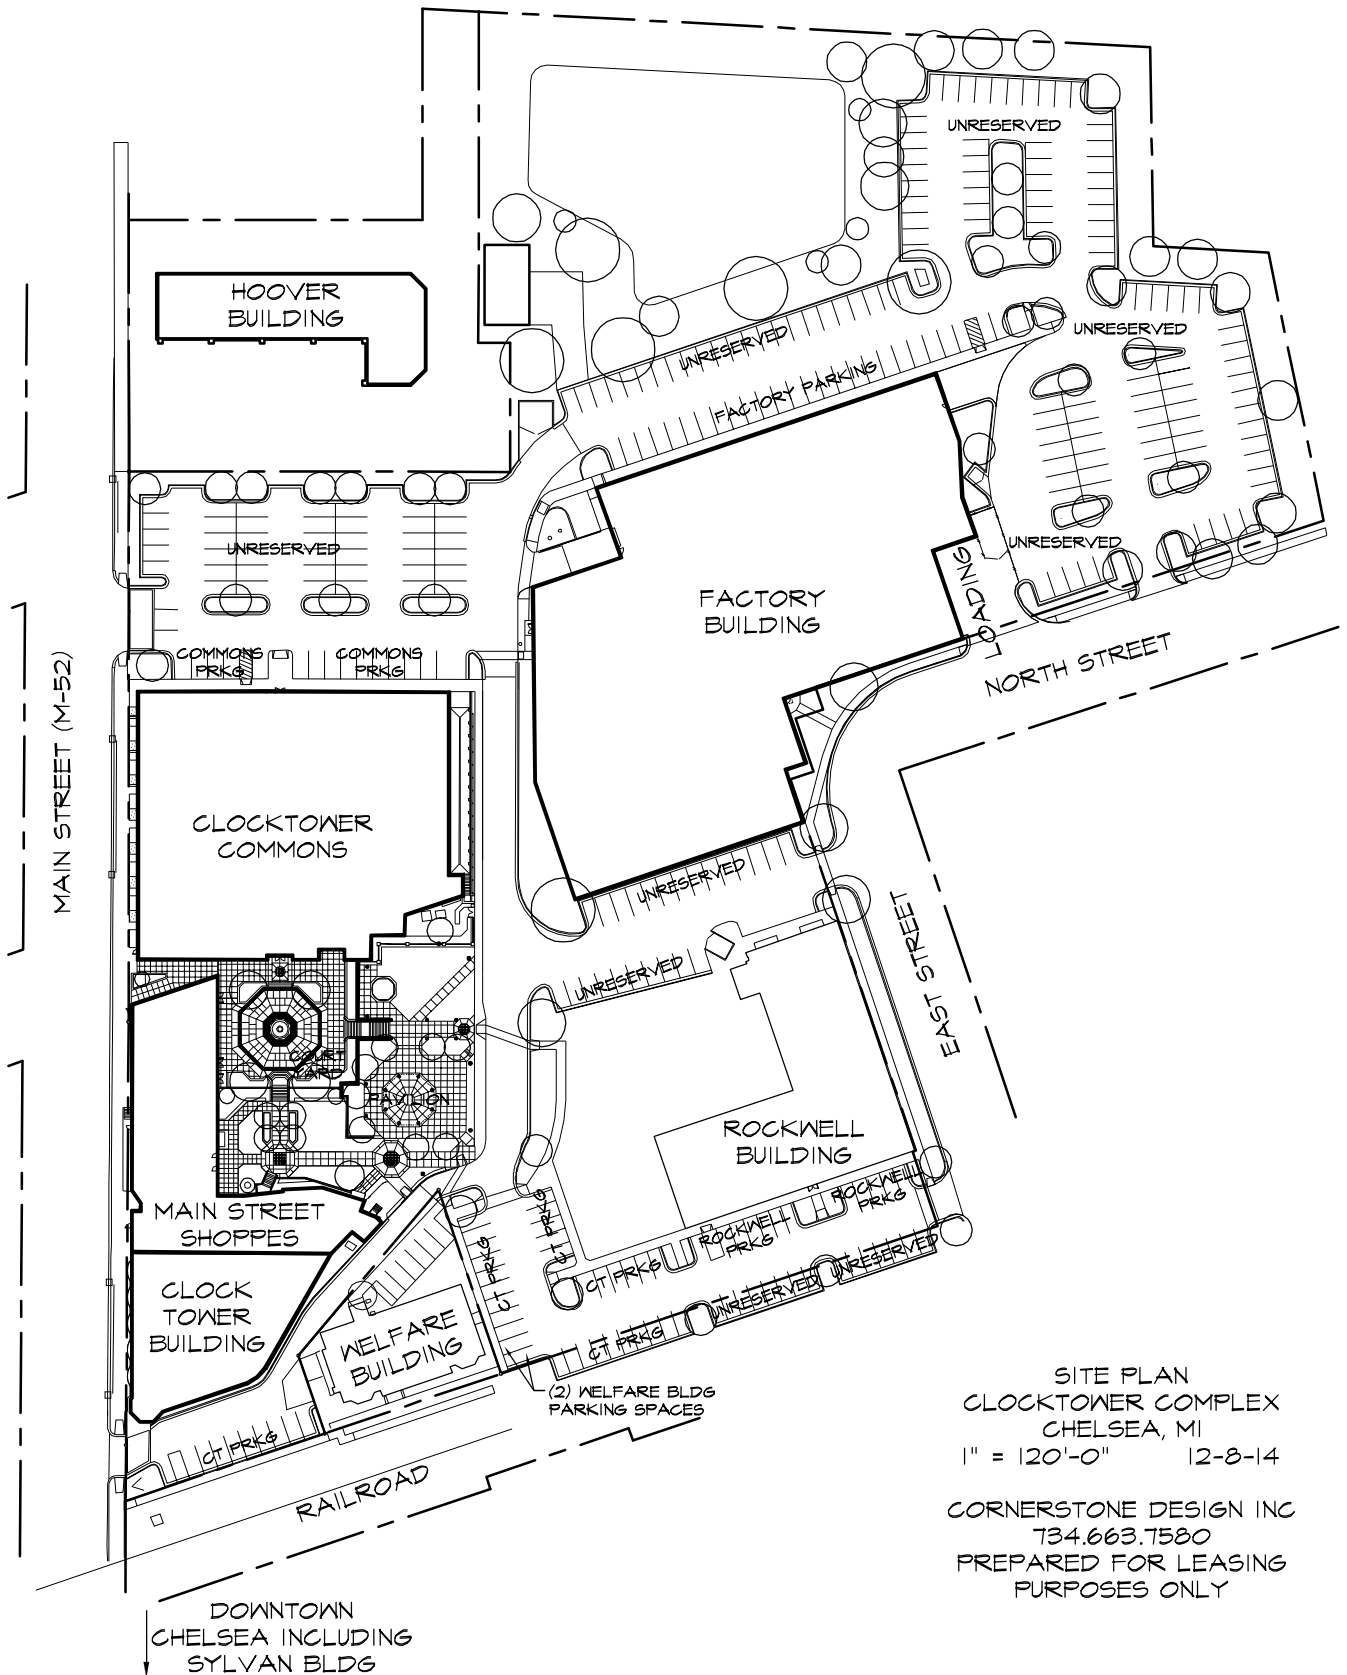 UNRESERVED
HOOVER
BUILDING
UNRESERVED
UNRESERVED
FACTORY PARKING
UNRESERVED
UNRESERVED
LOADING
FACTORY
BUILDING
COMMONS
PRKG
COMMONS
PRKG
NORTH STREET
MAIN STREET (M-52)
CLOCKTOWER
COMMONS
UNRESERVED
EAST STREET
UNRESERVED
COURT
YARD
PAVILION
ROCKWELL
BUILDING
ROCKWELL
PRKG
ROCKWELL
PRKG
MAIN STREET
SHOPPES
CT PRKG
CT PRKG
CT PRKG
UNRESERVED
UNRESERVED
CT PRKG
CLOCK
TOWER
BUILDING
WELFARE
BUILDING
(2) WELFARE BLDG
PARKING SPACES
CT PRKG
RAILROAD
SITE PLAN
CLOCKTOWER COMPLEX
CHELSEA, MI
1" = 120'-0" 12-8-14
CORNERSTONE DESIGN INC
734.663.7580
PREPARED FOR LEASING
PURPOSES ONLY
DOWNTOWN
CHELSEA INCLUDING
SYLVAN BLDG